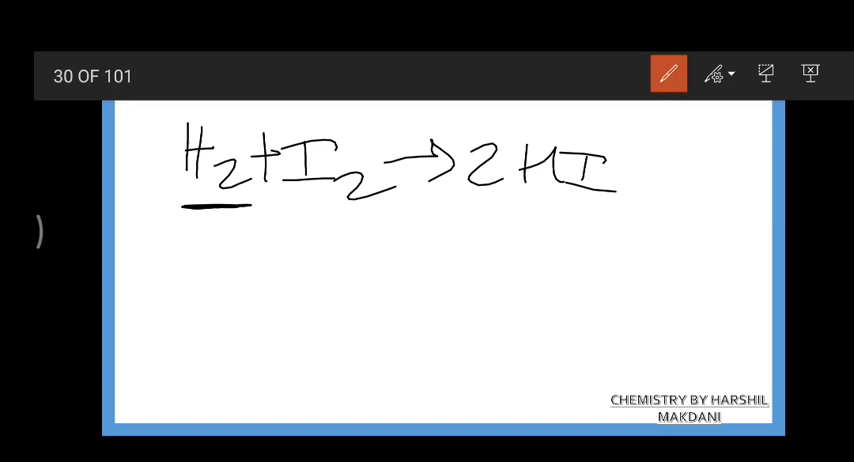 30 OF 101
H₂+I₂→2HI
CHEMISTRY BY HARSHIL
MAKDANI